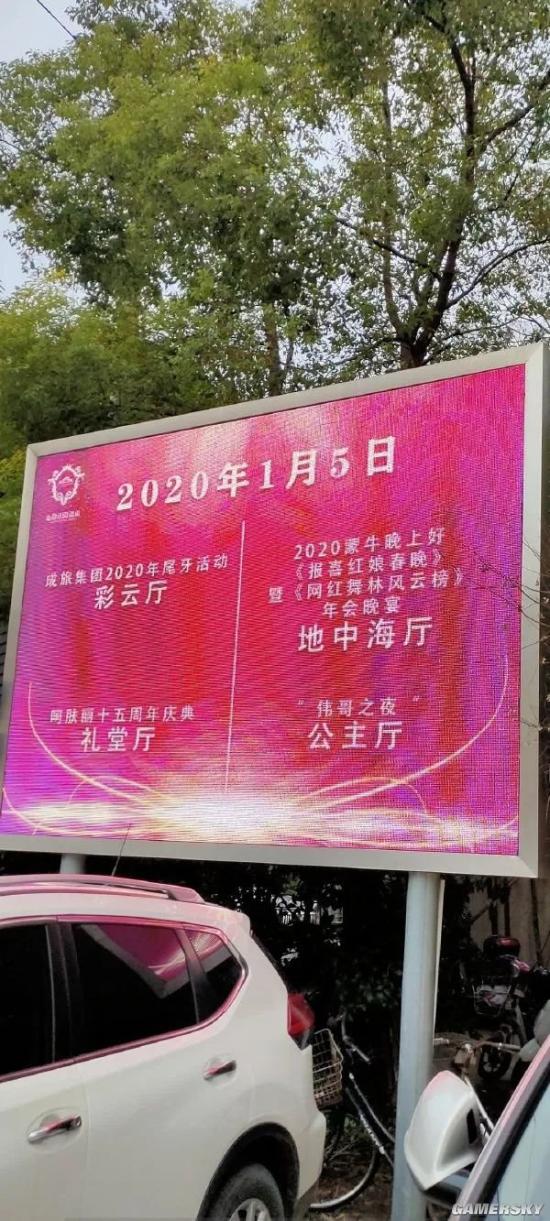 2020年1月5日
成旅集团2020年尾牙活动
彩云厅
2020蒙牛晚上好
《报喜红娘春晚》
暨《网红舞林风云榜》
年会晚宴
地中海厅
阿肤丽十五周年庆典
礼堂厅
"伟哥之夜"
公主厅
GAMERSKY